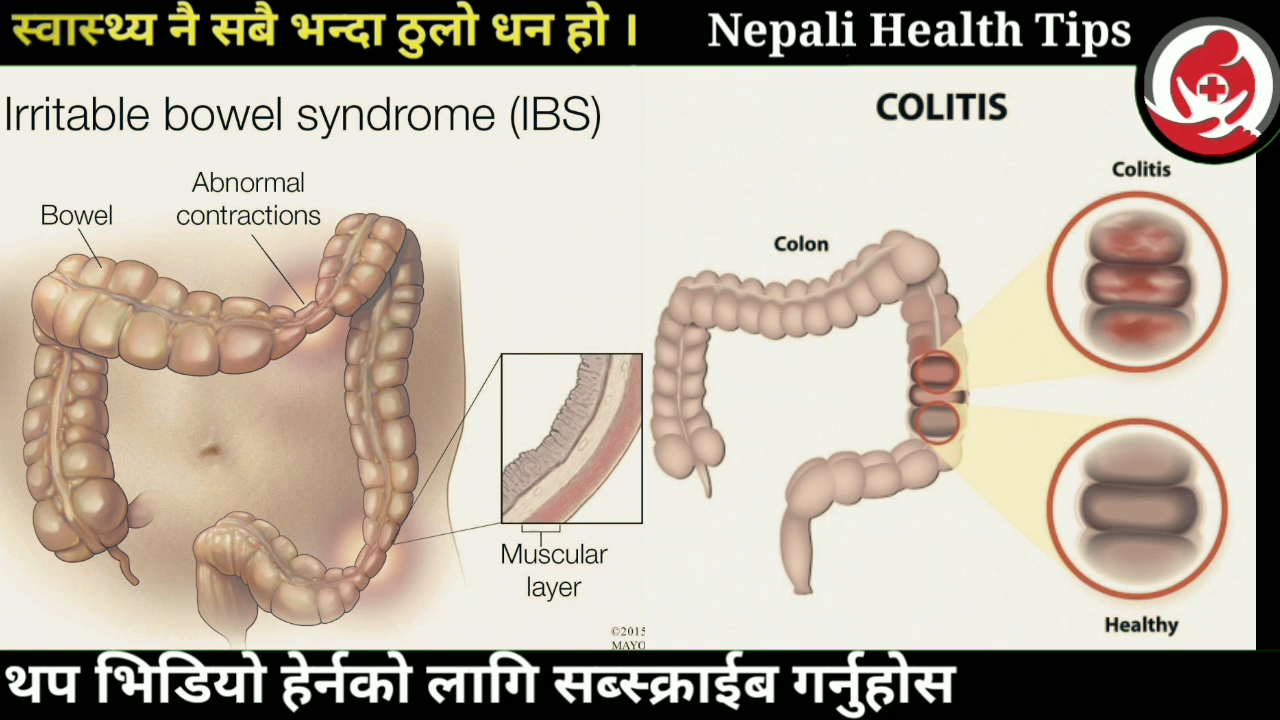 स्वास्थ्य नै सबै भन्दा ठुलो धन हो ।
Nepali Health Tips
Irritable bowel syndrome (IBS)
Abnormal
contractions
Bowel
Muscular
layer
©2015
MAYO
COLITIS
Colitis
Colon
Healthy
थप भिडियो हेर्नको लागि सब्स्क्राईब गर्नुहोस